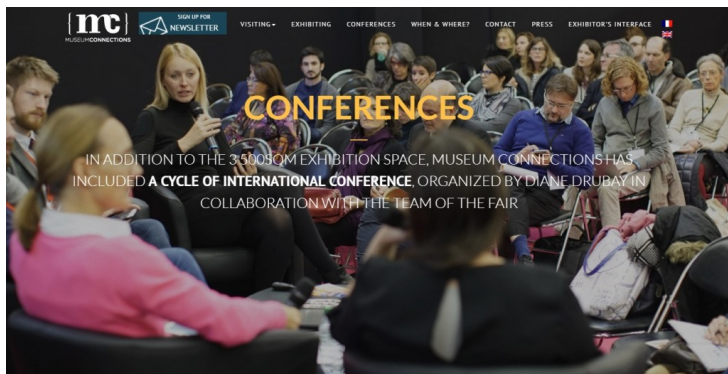 mc
MUSEUMCONNECTIONS
SIGN UP FOR
NEWSLETTER
VISITING
EXHIBITING
CONFERENCES
WHEN & WHERE?
CONTACT
PRESS
EXHIBITOR'S INTERFACE
CONFERENCES
IN ADDITION TO THE 3 500SQM EXHIBITION SPACE, MUSEUM CONNECTIONS HAS
INCLUDED A CYCLE OF INTERNATIONAL CONFERENCE, ORGANIZED BY DIANE DRUBAY IN
COLLABORATION WITH THE TEAM OF THE FAIR